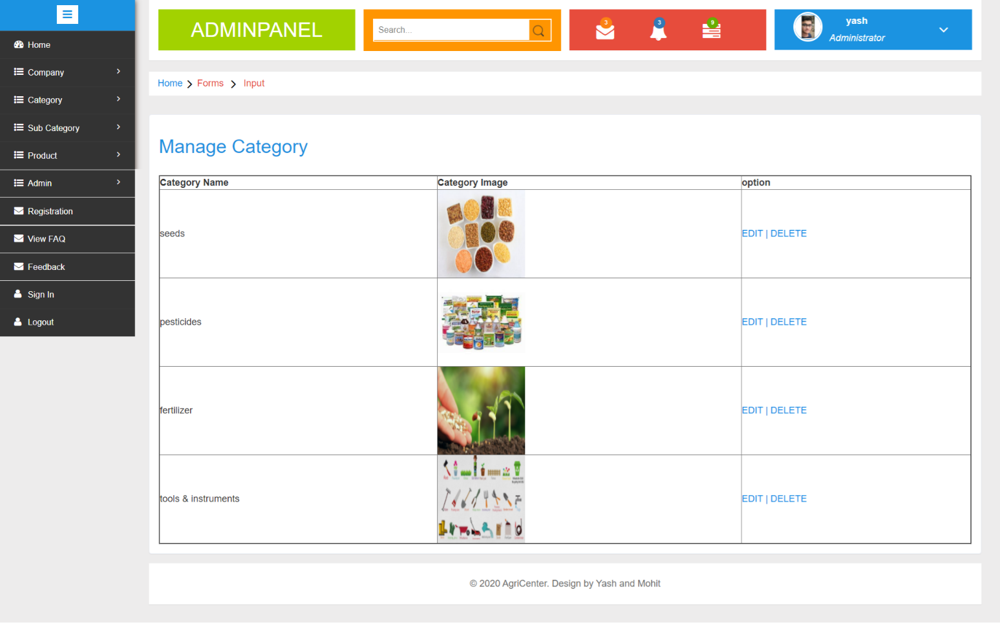 Home
Company
Category
Sub Category
Product
Admin
Registration
View FAQ
Feedback
Sign In
Logout
ADMINPANEL
Search...
3
3
9
yash
Administrator
Home Forms Input
Manage Category
Category Name Category Image option
seeds EDIT | DELETE
pesticides EDIT | DELETE
fertilizer EDIT | DELETE
tools & instruments EDIT | DELETE
© 2020 AgriCenter. Design by Yash and Mohit